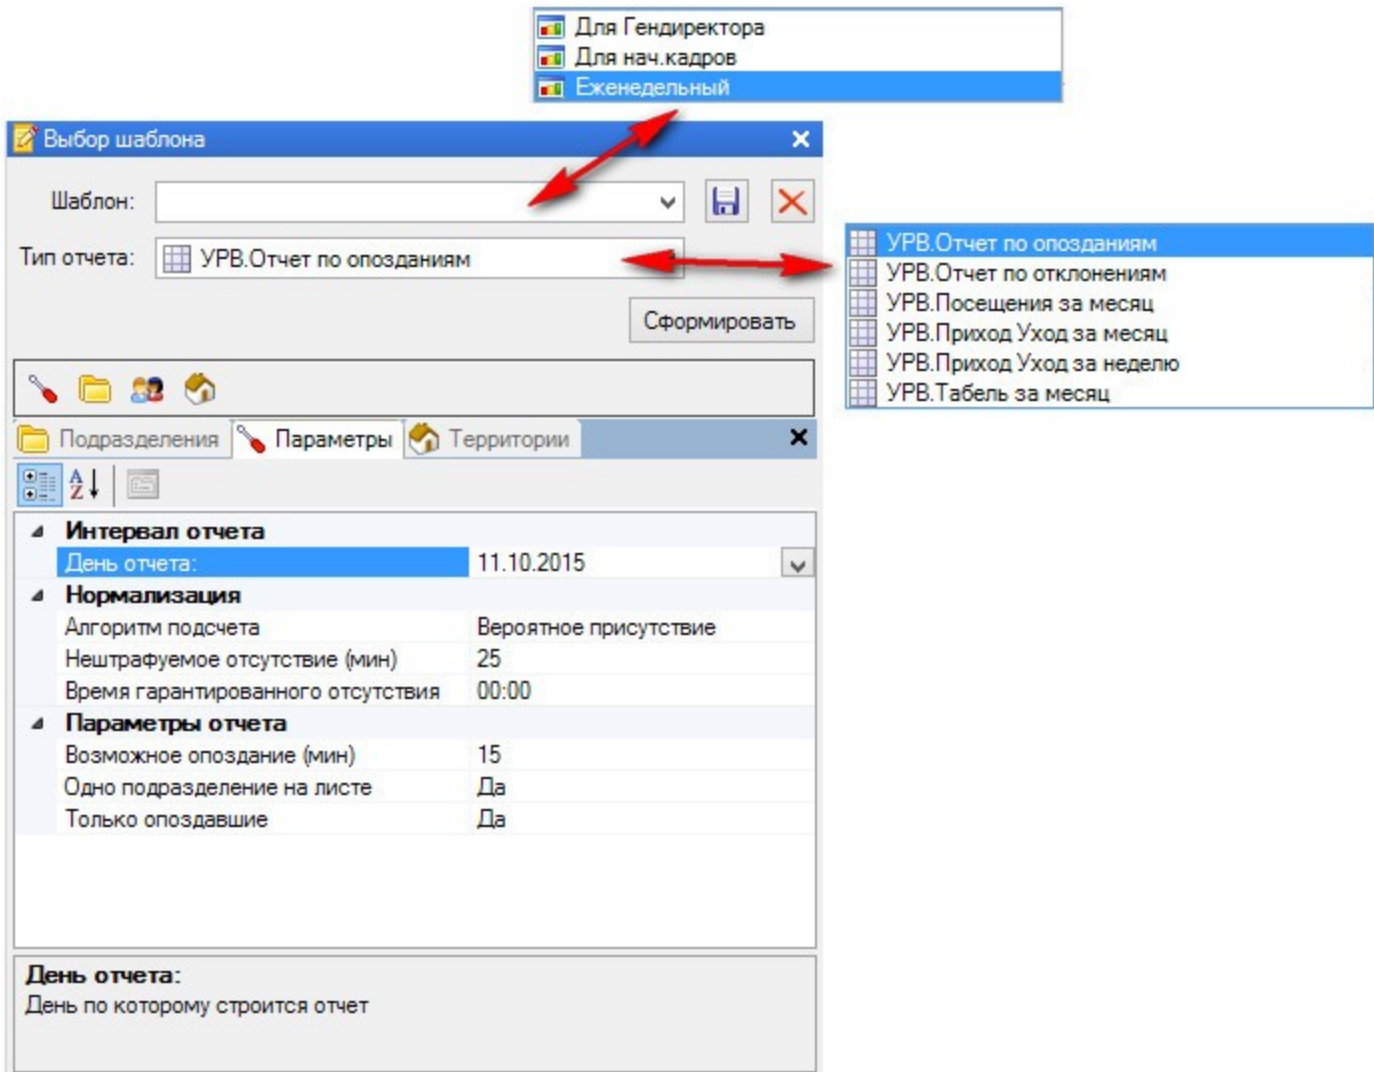 Для Гендиректора
Для нач.кадров
Еженедельный
Выбор шаблона
Шаблон:
Тип отчета: УРВ.Отчет по опозданиям
Сформировать
УРВ.Отчет по опозданиям
УРВ.Отчет по отклонениям
УРВ.Посещения за месяц
УРВ.Приход Уход за месяц
УРВ.Приход Уход за неделю
УРВ.Табель за месяц
Подразделения Параметры Территории
Интервал отчета
День отчета: 11.10.2015
Нормализация
Алгоритм подсчета Вероятное присутствие
Нештрафуемое отсутствие (мин) 25
Время гарантированного отсутствия 00:00
Параметры отчета
Возможное опоздание (мин) 15
Одно подразделение на листе Да
Только опоздавшие Да
День отчета:
День по которому строится отчет